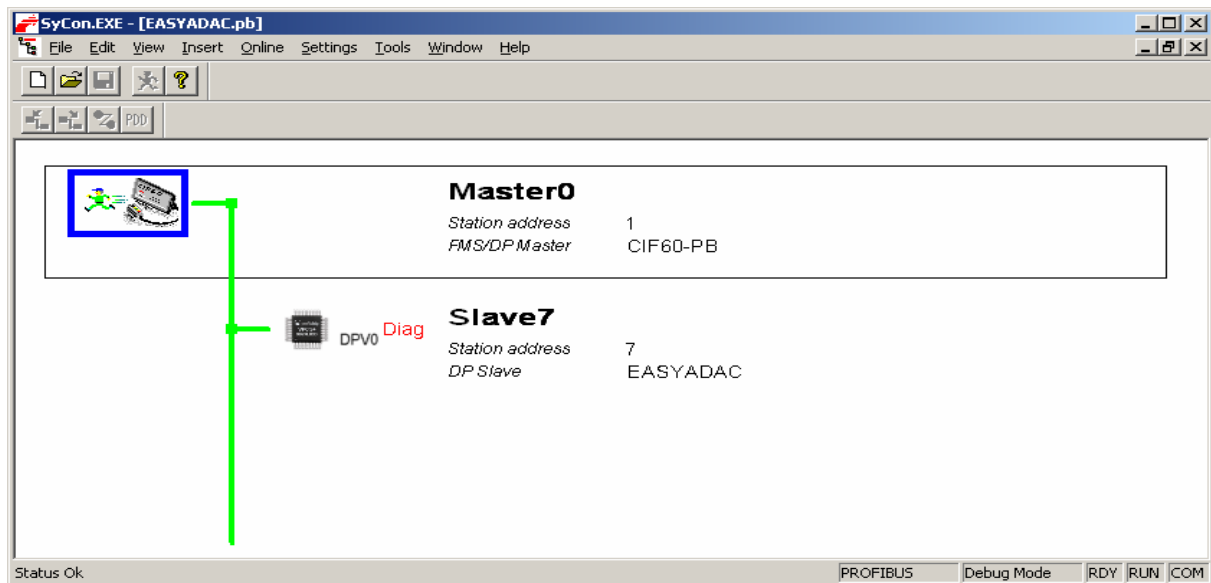 SyCon.EXE - [EASYADAC.pb]
File Edit View Insert Online Settings Tools Window Help
PDD
Master0
Station address 1
FMS/DP Master CIF60-PB
DPV0 Diag
Slave7
Station address 7
DP Slave EASYADAC
Status Ok PROFIBUS Debug Mode RDY RUN COM